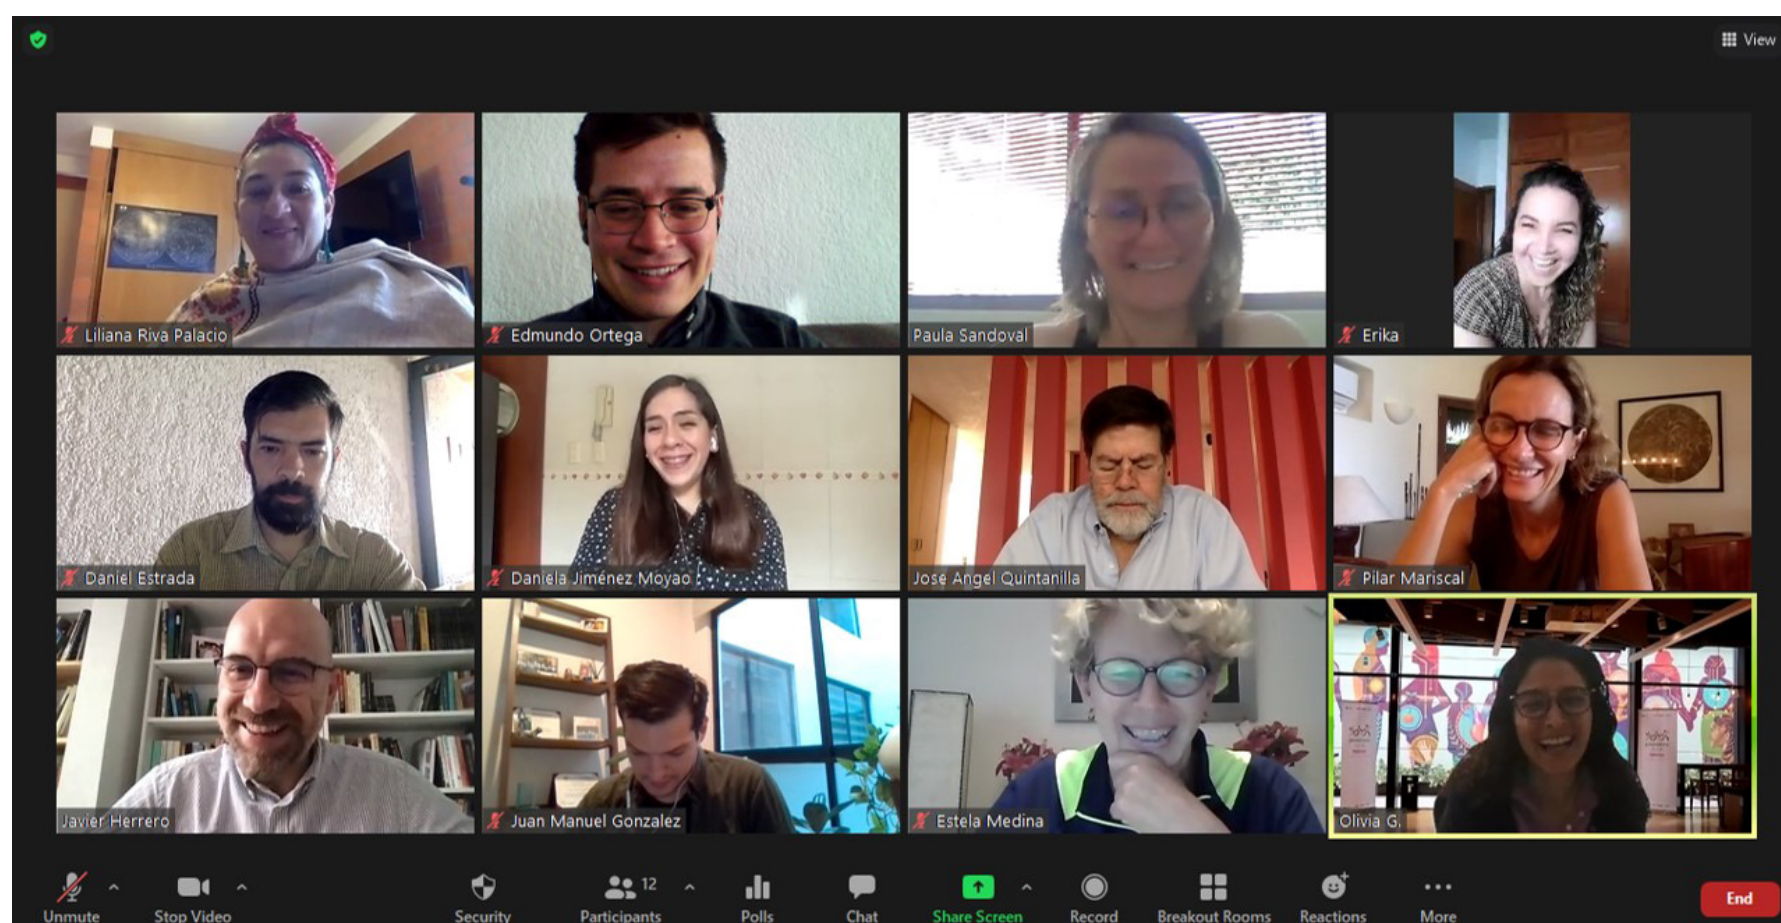 View
Liliana Riva Palacio
Edmundo Ortega
Paula Sandoval
Erika
Daniel Estrada
Daniela Jiménez Moyao
Jose Angel Quintanilla
Pilar Mariscal
Javier Herrero
Juan Manuel Gonzalez
Estela Medina
Olivia G.
Unmute
Stop Video
Security
12
Participants
Polls
Chat
Share Screen
Record
Breakout Rooms
Reactions
More
End